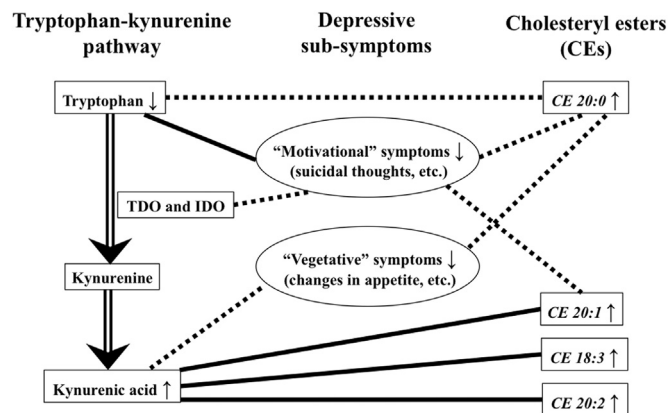 Tryptophan-kynurenine
pathway
Depressive
sub-symptoms
Cholesteryl esters
(CEs)
Tryptophan ↓
CE 20:0 ↑
“Motivational” symptoms ↓
(suicidal thoughts, etc.)
TDO and IDO
“Vegetative” symptoms ↓
(changes in appetite, etc.)
Kynurenine
CE 20:1 ↑
CE 18:3 ↑
Kynurenic acid ↑
CE 20:2 ↑